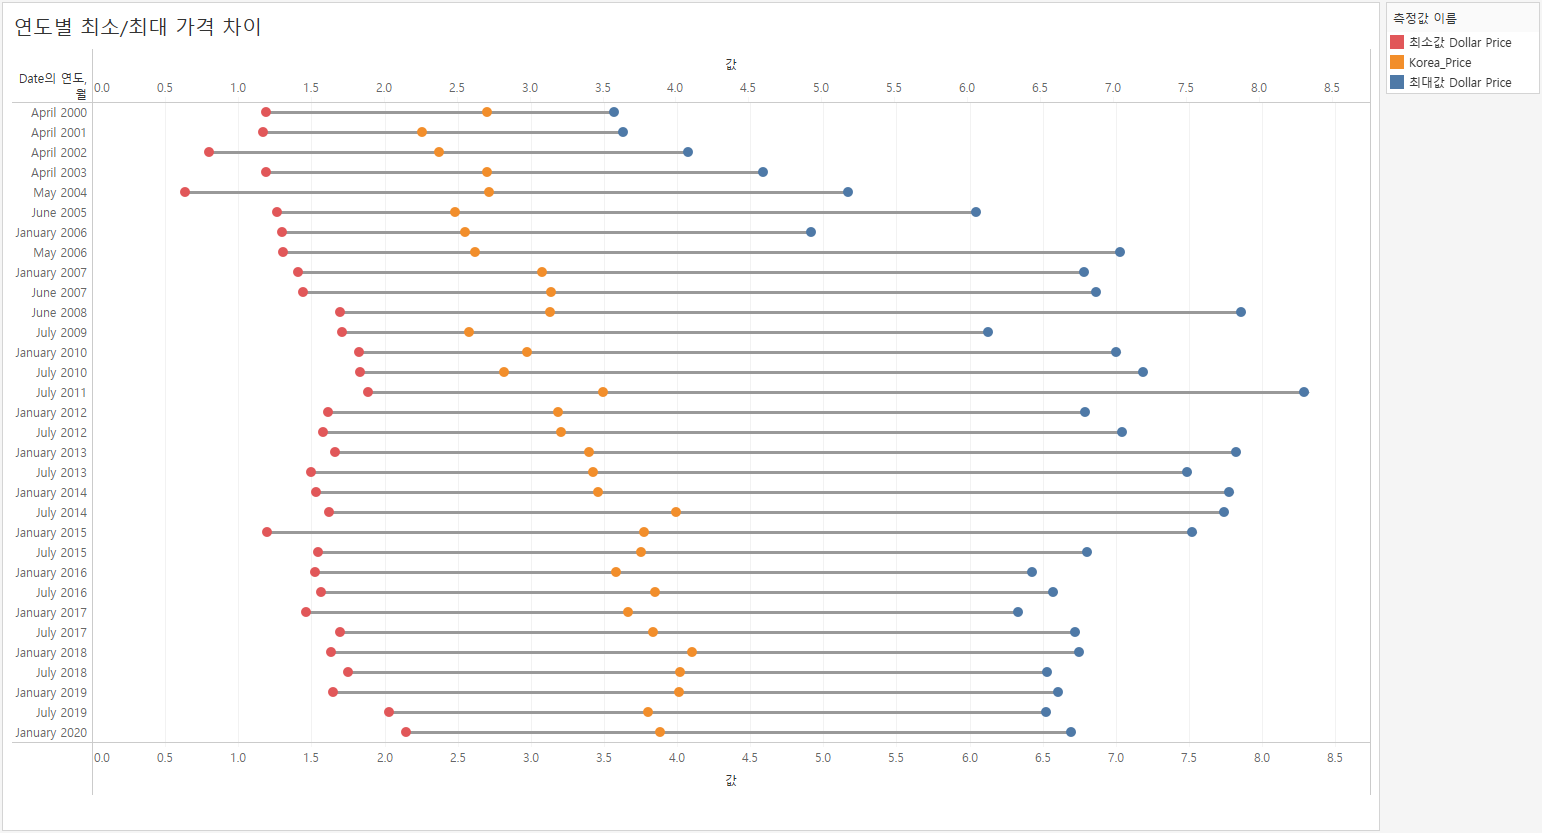 연도별 최소/최대 가격 차이
측정값 이름
최소값 Dollar Price
Korea_Price
최대값 Dollar Price
값
Date의 연도,
월
0.0 0.5 1.0 1.5 2.0 2.5 3.0 3.5 4.0 4.5 5.0 5.5 6.0 6.5 7.0 7.5 8.0 8.5
April 2000
April 2001
April 2002
April 2003
May 2004
June 2005
January 2006
May 2006
January 2007
June 2007
June 2008
July 2009
January 2010
July 2010
July 2011
January 2012
July 2012
January 2013
July 2013
January 2014
July 2014
January 2015
July 2015
January 2016
July 2016
January 2017
July 2017
January 2018
July 2018
January 2019
July 2019
January 2020
0.0 0.5 1.0 1.5 2.0 2.5 3.0 3.5 4.0 4.5 5.0 5.5 6.0 6.5 7.0 7.5 8.0 8.5
값